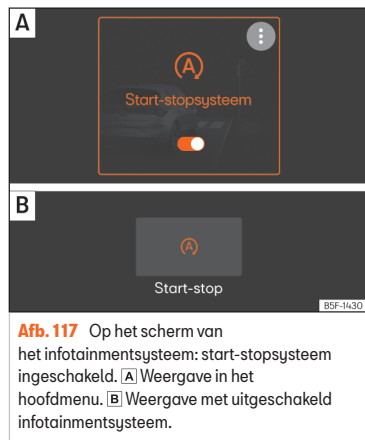 A
A
Start-stopsysteem
B
A
Start-stop
B5F-1430
Afb. 117 Op het scherm van
het infotainmentsysteem: start-stopsysteem
ingeschakeld. A Weergave in het
hoofdmenu. B Weergave met uitgeschakeld
infotainmentsysteem.